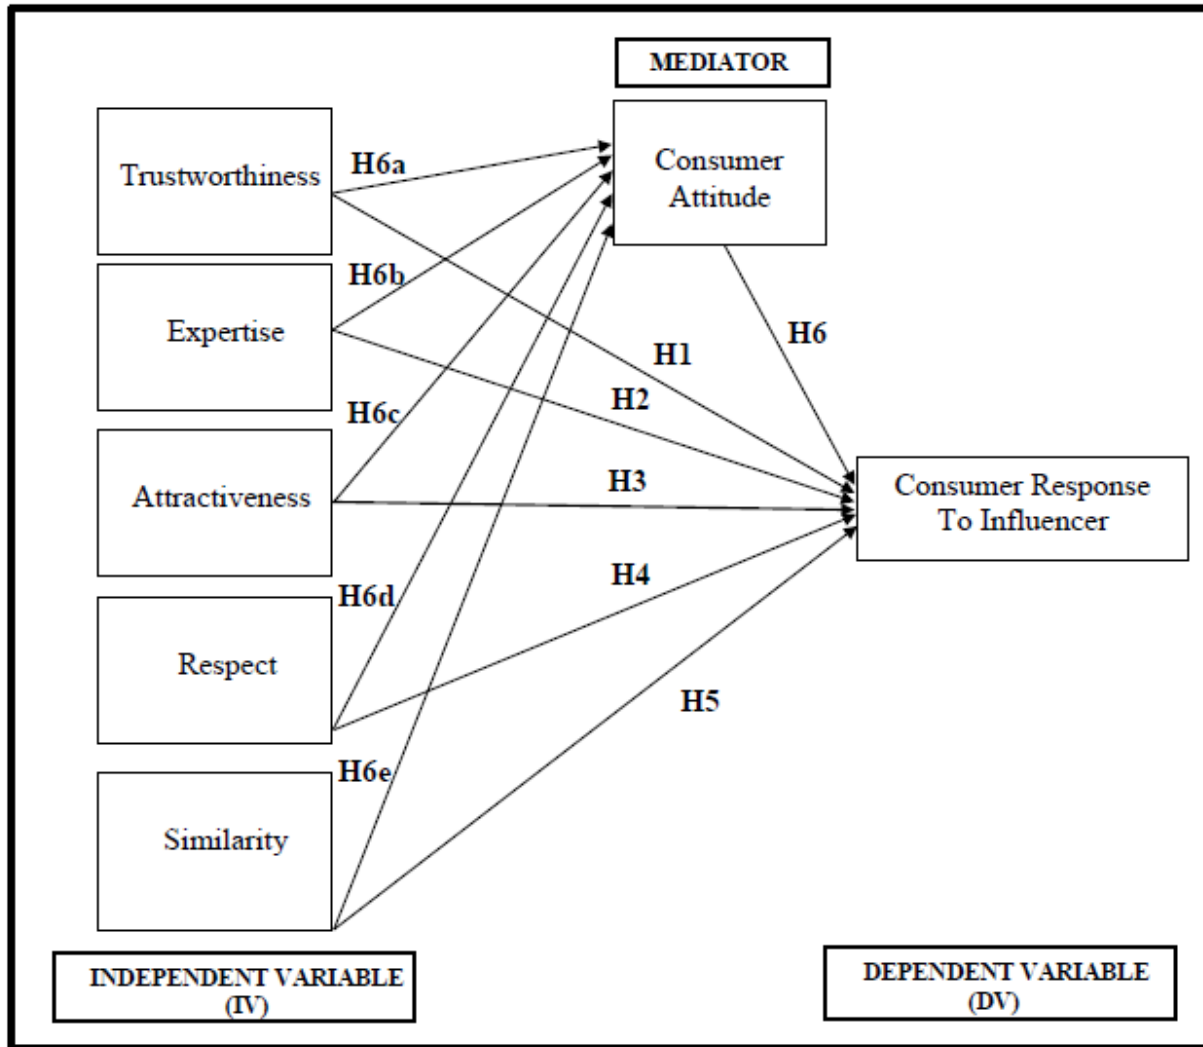 MEDIATOR
Trustworthiness
H6a
Consumer
Attitude
Expertise
H6b
H1
H6
H2
Attractiveness
H6c
H3
Consumer Response
To Influencer
Respect
H6d
H4
Similarity
H6e
H5
INDEPENDENT VARIABLE
(IV)
DEPENDENT VARIABLE
(DV)